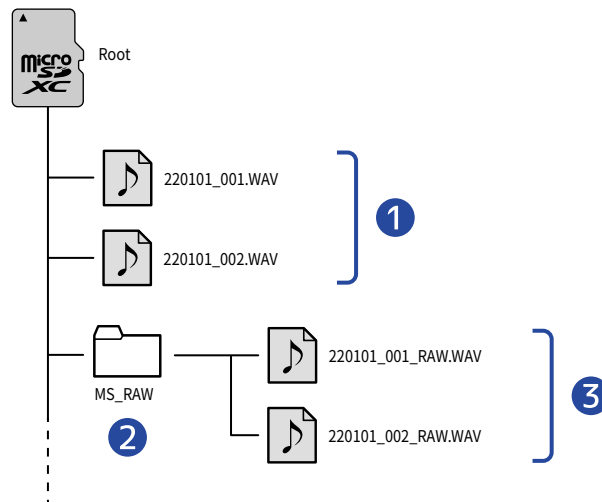 micro
SD
XC
Root
220101_001.WAV
1
220101_002.WAV
220101_001_RAW.WAV
3
MS_RAW
2
220101_002_RAW.WAV